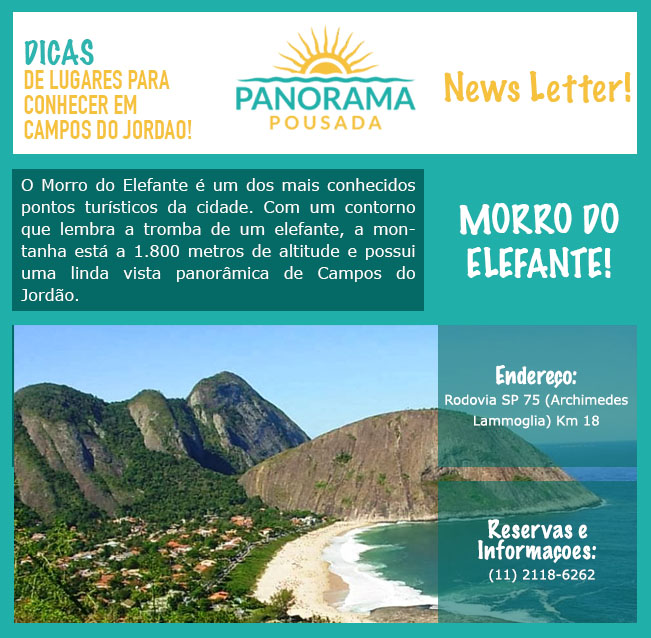 DICAS
DE LUGARES PARA
CONHECER EM
CAMPOS DO JORDAO!
PANORAMA
POUSADA
News Letter!
O Morro do Elefante é um dos mais conhecidos
pontos turísticos da cidade. Com um contorno
que lembra a tromba de um elefante, a mon-
tanha está a 1.800 metros de altitude e possui
uma linda vista panorâmica de Campos do
Jordão.
MORRO DO
ELEFANTE!
Endereço:
Rodovia SP 75 (Archimedes
Lammoglia) Km 18
Reservas e
Informaçoes:
(11) 2118-6262